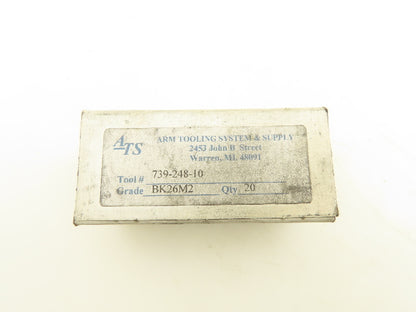 ATS
ARM TOOLING SYSTEM & SUPPLY
2453 John B Street
Warren, MI. 48091
Tool # 739-248-10
Grade BK26M2 Qty 20